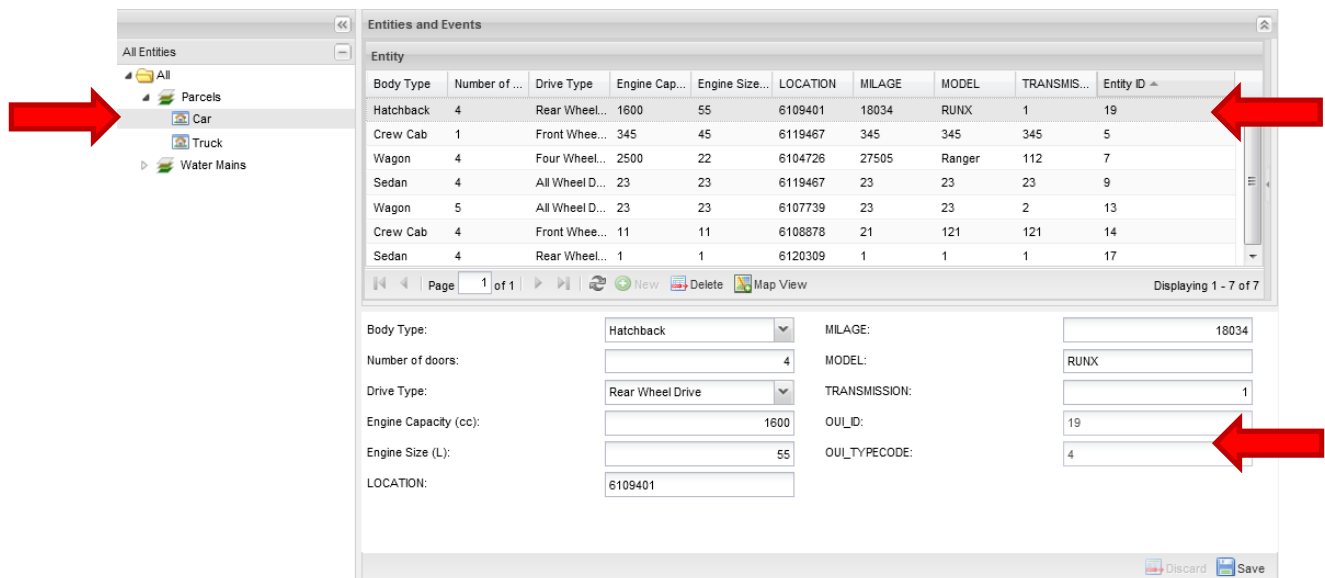 Entities and Events
All Entities
All
Parcels
Car
Truck
Water Mains
Entity
Body Type Number of ... Drive Type Engine Cap... Engine Size... LOCATION MILAGE MODEL TRANSMIS... Entity ID
Hatchback 4 Rear Wheel... 1600 55 6109401 18034 RUNX 1 19
Crew Cab 1 Front Whee... 345 45 6119467 345 345 345 5
Wagon 4 Four Wheel... 2500 22 6104726 27505 Ranger 112 7
Sedan 4 All Wheel D... 23 23 6119467 23 23 23 9
Wagon 5 All Wheel D... 23 23 6107739 23 23 2 13
Crew Cab 4 Front Whee... 11 11 6108878 21 121 121 14
Sedan 4 Rear Wheel... 1 1 6120309 1 1 1 17
Page 1 of 1 New Delete Map View Displaying 1 - 7 of 7
Body Type: Hatchback MILAGE: 18034
Number of doors: 4 MODEL: RUNX
Drive Type: Rear Wheel Drive TRANSMISSION: 1
Engine Capacity (cc): 1600 OUI_ID: 19
Engine Size (L): 55 OUI_TYPECODE: 4
LOCATION: 6109401
Discard Save